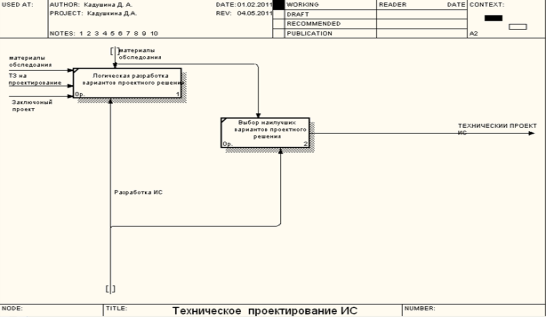 USED AT:
AUTHOR: Кадушина Д. А.
DATE:01.02.2011
WORKING
READER
DATE
CONTEXT:
PROJECT: Кадушина Д.А.
REV: 04.05.2011
DRAFT
RECOMMENDED
NOTES: 1 2 3 4 5 6 7 8 9 10
PUBLICATION
A2
материалы
обследования
материалы
обследоания
ТЗ на
проектирование
Заключный
проект
Логическая разработка
вариантов проектного решения
0р.
1
Выбор наилучших
вариантов проектного
решения
0р.
2
ТЕХНИЧЕСКИЙ ПРОЕКТ
ИС
Разработка ИС
NODE:
TITLE:
Техническое проектирование ИС
NUMBER: